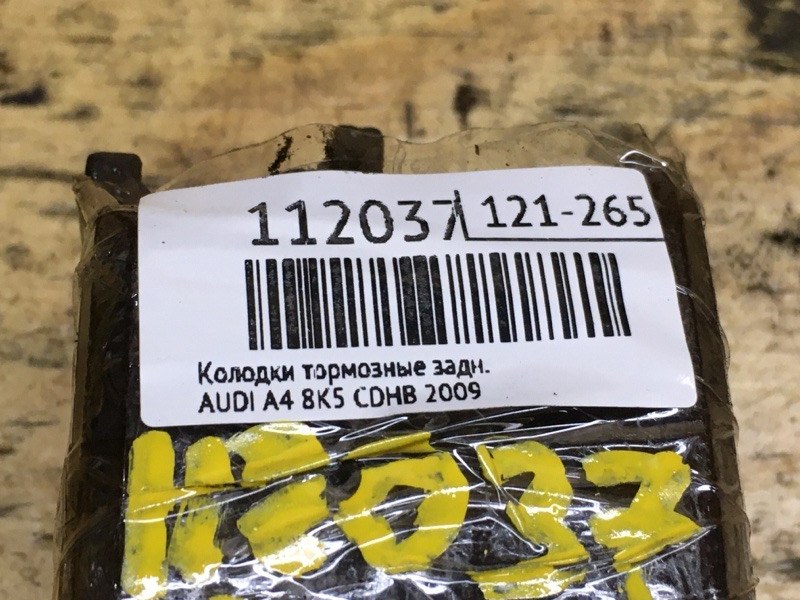 112037 121-265
Колодки тормозные задн.
AUDI A4 8K5 CDHB 2009
112037